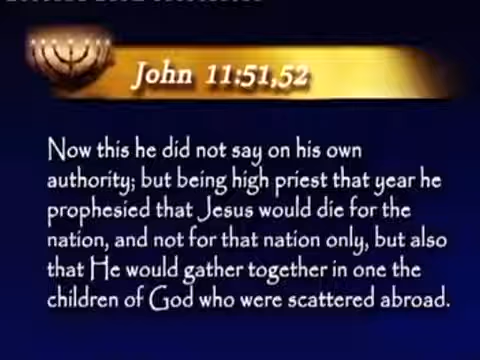 John 11:51,52
Now this he did not say on his own
authority; but being high priest that year he
prophesied that Jesus would die for the
nation, and not for that nation only, but also
that He would gather together in one the
children of God who were scattered abroad.